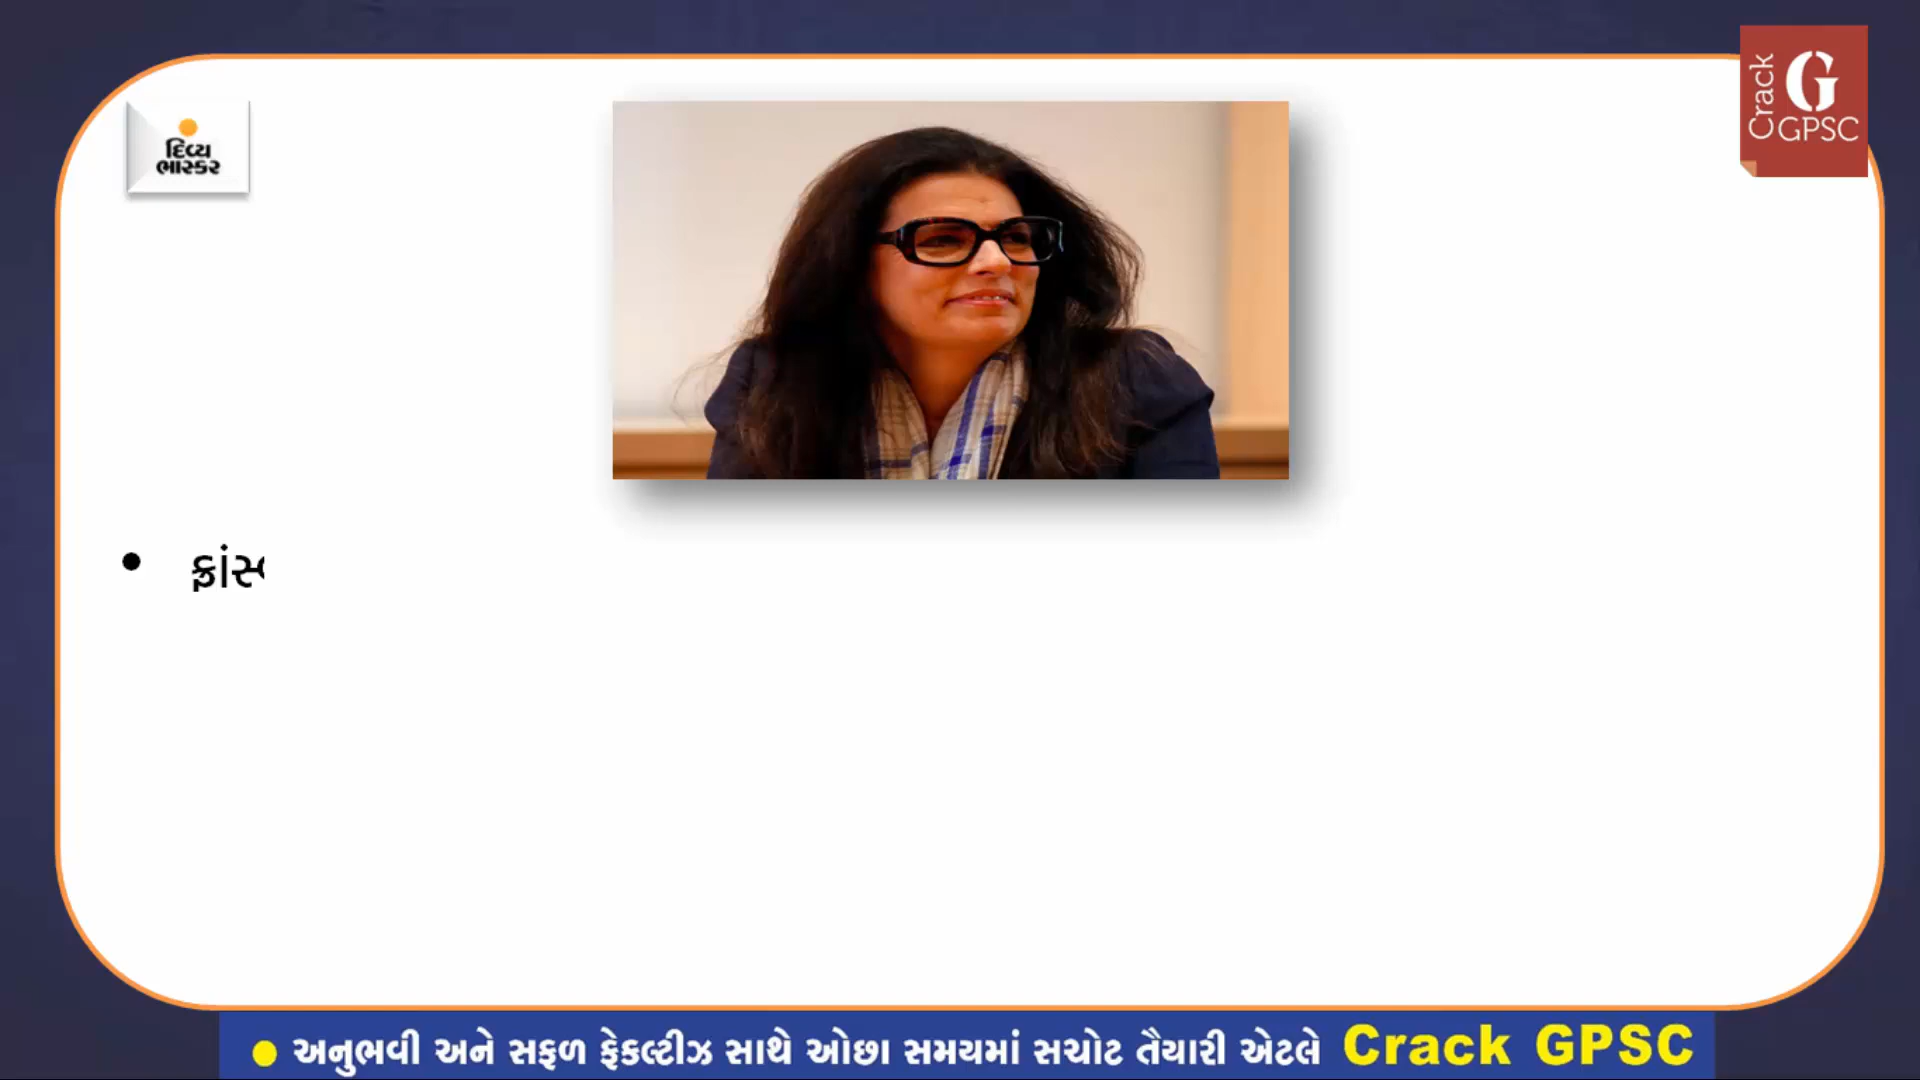 દિવ્ય
ભાસ્કર
Crack
G
GPSC
• અનુભવી અને સફળ ફેકલ્ટીઝ સાથે ઓછા સમયમાં સચોટ તૈયારી એટલે Crack GPSC